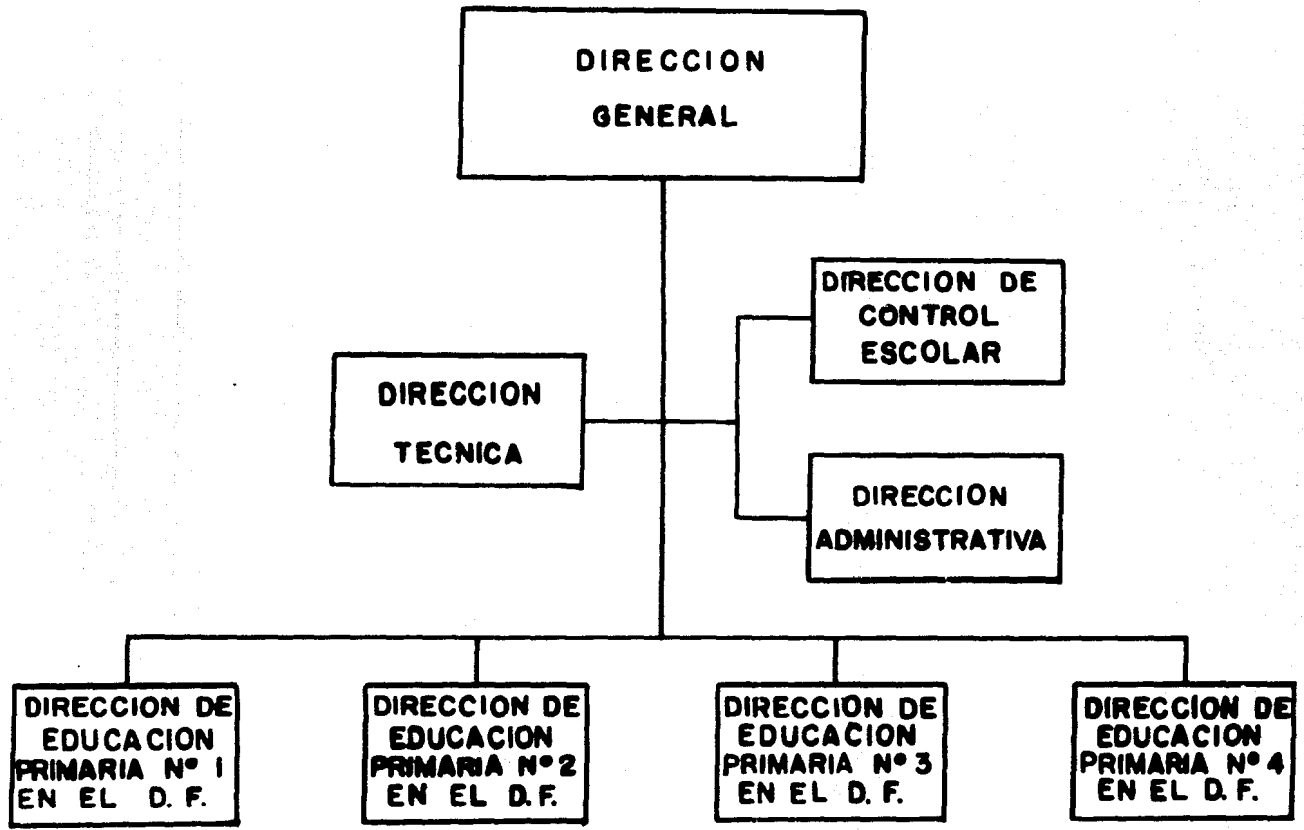 DIRECCION
GENERAL
DIRECCION DE
CONTROL
ESCOLAR
DIRECCION
TECNICA
DIRECCION
ADMINISTRATIVA
DIRECCION DE
EDUCACION
PRIMARIA Nº 1
EN EL D. F.
DIRECCION DE
EDUCACION
PRIMARIA Nº 2
EN EL D. F.
DIRECCION DE
EDUCACION
PRIMARIA Nº 3
EN EL D. F.
DIRECCION DE
EDUCACION
PRIMARIA Nº 4
EN EL D. F.